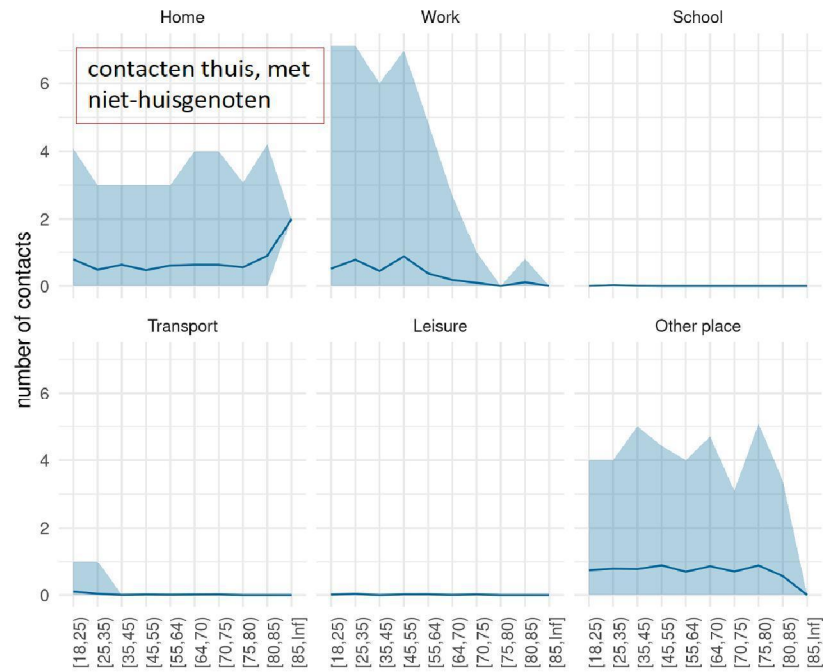 Home
Work
School
contacten thuis, met
niet-huisgenoten
6
4
2
0
number of contacts
Transport
Leisure
Other place
6
4
2
0
[18,25)
[25,35)
[35,45)
[45,55)
[55,64)
[64,70)
[70,75)
[75,80)
[80,85)
[85,Inf]
[18,25)
[25,35)
[35,45)
[45,55)
[55,64)
[64,70)
[70,75)
[75,80)
[80,85)
[85,Inf]
[18,25)
[25,35)
[35,45)
[45,55)
[55,64)
[64,70)
[70,75)
[75,80)
[80,85)
[85,Inf]